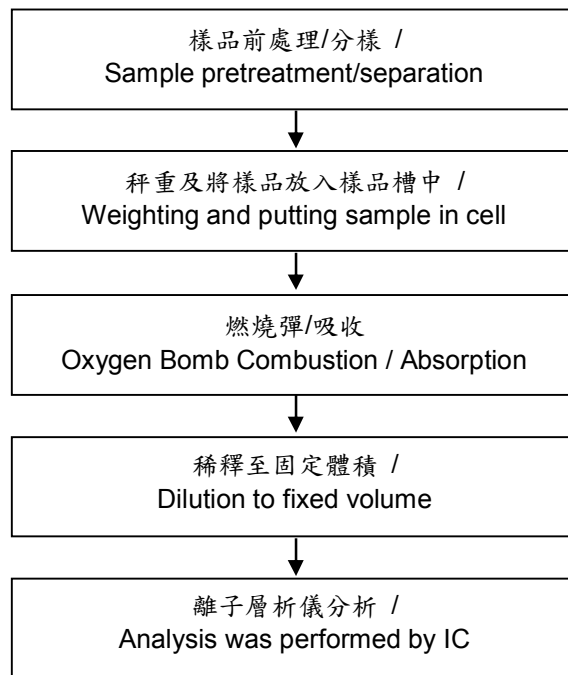 樣品前處理/分樣 /
Sample pretreatment/separation
秤重及將樣品放入樣品槽中 /
Weighting and putting sample in cell
燃燒彈/吸收
Oxygen Bomb Combustion / Absorption
稀釋至固定體積 /
Dilution to fixed volume
離子層析儀分析 /
Analysis was performed by IC